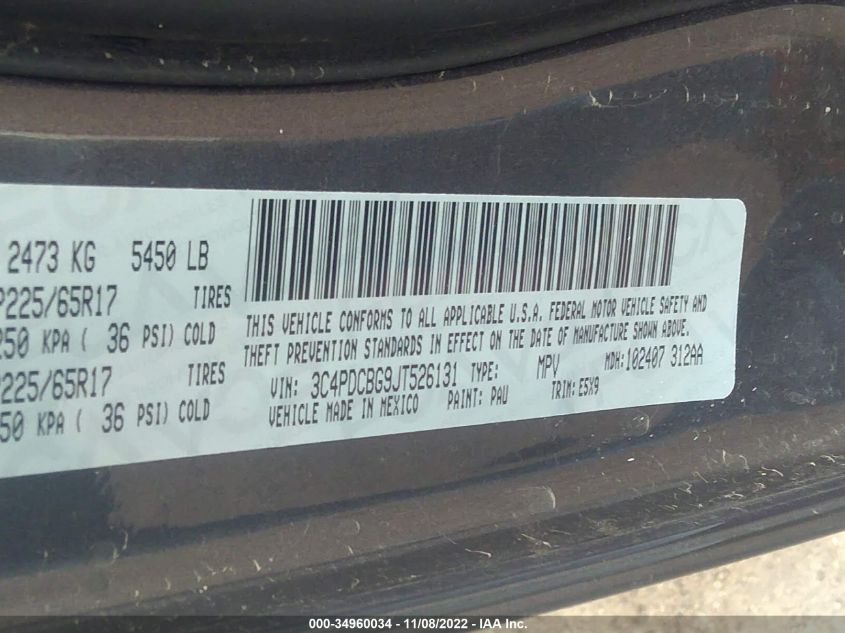 2473 KG 5450 LB
P225/65R17 TIRES
250 KPA ( 36 PSI) COLD
P225/65R17 TIRES
50 KPA ( 36 PSI) COLD
THIS VEHICLE CONFORMS TO ALL APPLICABLE U.S.A. FEDERAL MOTOR VEHICLE SAFETY AND
THEFT PREVENTION STANDARDS IN EFFECT ON THE DATE OF MANUFACTURE SHOWN ABOVE.
VIN: 3C4PDCBG9JT526131 TYPE: MPV MDH:102407 312AA
VEHICLE MADE IN MEXICO PAINT: PAU TRIM: E5X9
000-34960034 - 11/08/2022 - IAA Inc.